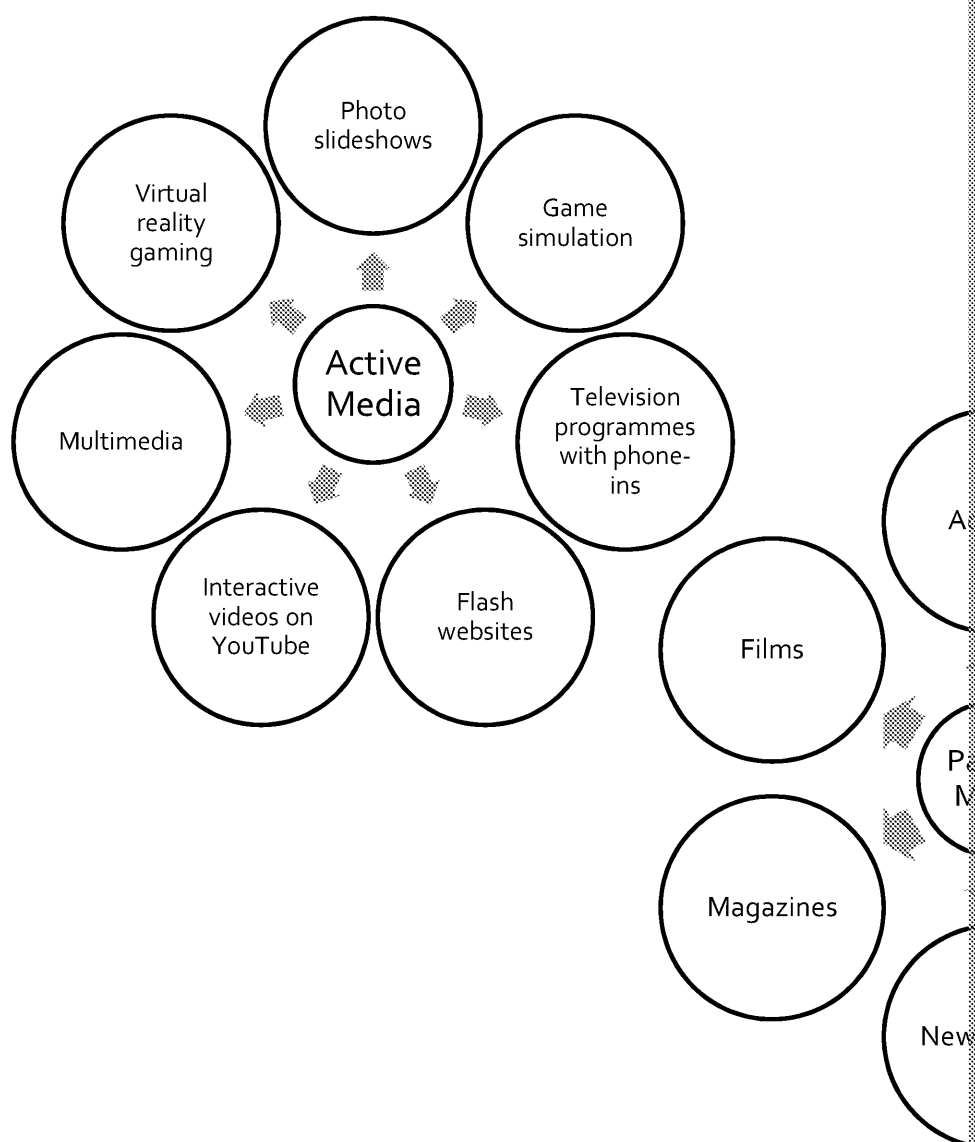 Photo
slideshows
Virtual
reality
gaming
Game
simulation
Active
Media
Television
programmes
with phone-
ins
Multimedia
Interactive
videos on
YouTube
Flash
websites
Films
Magazines